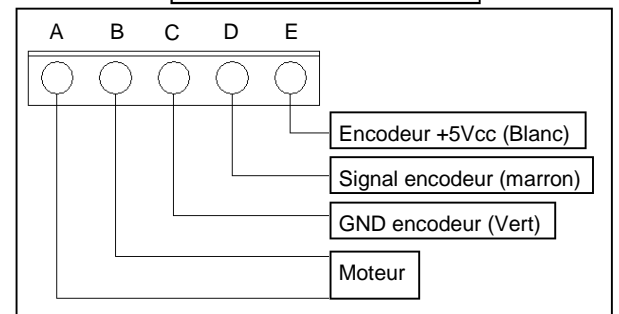 A B C D E
Encodeur +5Vcc (Blanc)
Signal encodeur (marron)
GND encodeur (Vert)
Moteur